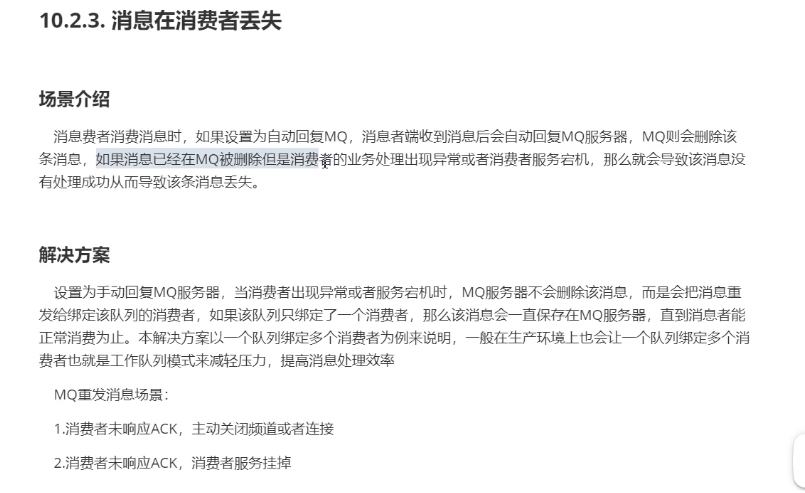 10.2.3. 消息在消费者丢失
场景介绍
消息费者消费消息时，如果设置为自动回复MQ，消息者端收到消息后会自动回复MQ服务器，MQ则会删除该
条消息，如果消息已经在MQ被删除但是消费者的业务处理出现异常或者消费者服务宕机，那么就会导致该消息没
有处理成功从而导致该条消息丢失。
解决方案
设置为手动回复MQ服务器，当消费者出现异常或者服务宕机时，MQ服务器不会删除该消息，而是会把消息重
发给绑定该队列的消费者，如果该队列只绑定了一个消费者，那么该消息会一直保存在MQ服务器，直到消息者能
正常消费为止。本解决方案以一个队列绑定多个消费者为例来说明，一般在生产环境上也会让一个队列绑定多个消
费者也就是工作队列模式来减轻压力，提高消息处理效率
MQ重发消息场景：
1.消费者未响应ACK，主动关闭频道或者连接
2.消费者未响应ACK，消费者服务挂掉